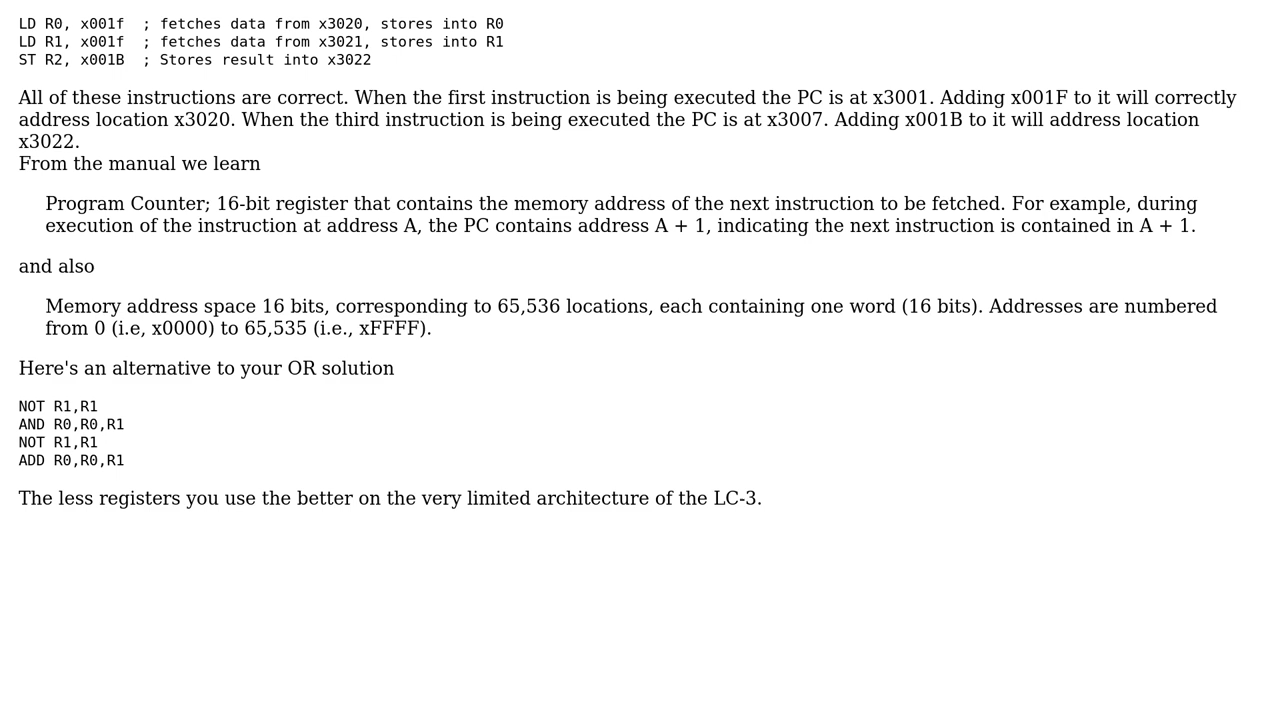 LD R0, x001f  ; fetches data from x3020, stores into R0
LD R1, x001f  ; fetches data from x3021, stores into R1
ST R2, x001B  ; Stores result into x3022
All of these instructions are correct. When the first instruction is being executed the PC is at x3001. Adding x001F to it will correctly
address location x3020. When the third instruction is being executed the PC is at x3007. Adding x001B to it will address location
x3022.
From the manual we learn
Program Counter; 16-bit register that contains the memory address of the next instruction to be fetched. For example, during
execution of the instruction at address A, the PC contains address A + 1, indicating the next instruction is contained in A + 1.
and also
Memory address space 16 bits, corresponding to 65,536 locations, each containing one word (16 bits). Addresses are numbered
from 0 (i.e, x0000) to 65,535 (i.e., xFFFF).
Here's an alternative to your OR solution
NOT R1,R1
AND R0,R0,R1
NOT R1,R1
ADD R0,R0,R1
The less registers you use the better on the very limited architecture of the LC-3.